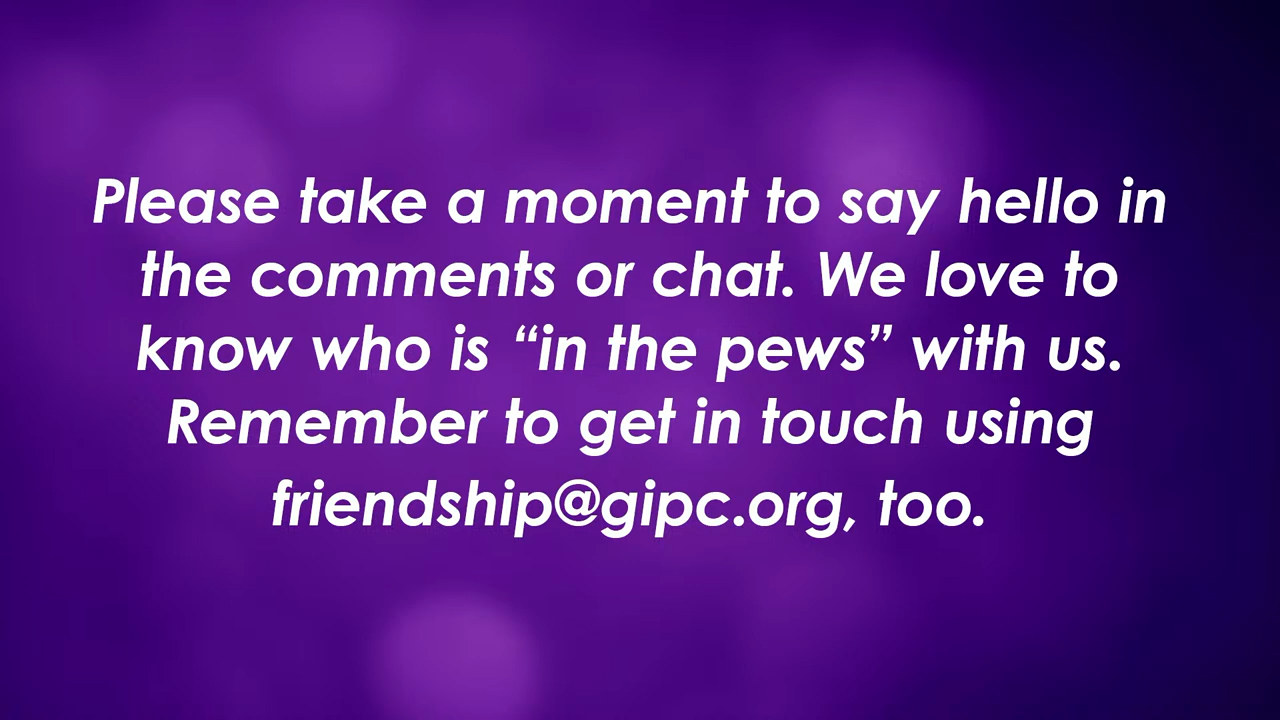 Please take a moment to say hello in
the comments or chat. We love to
know who is “in the pews” with us.
Remember to get in touch using
friendship@gipc.org, too.